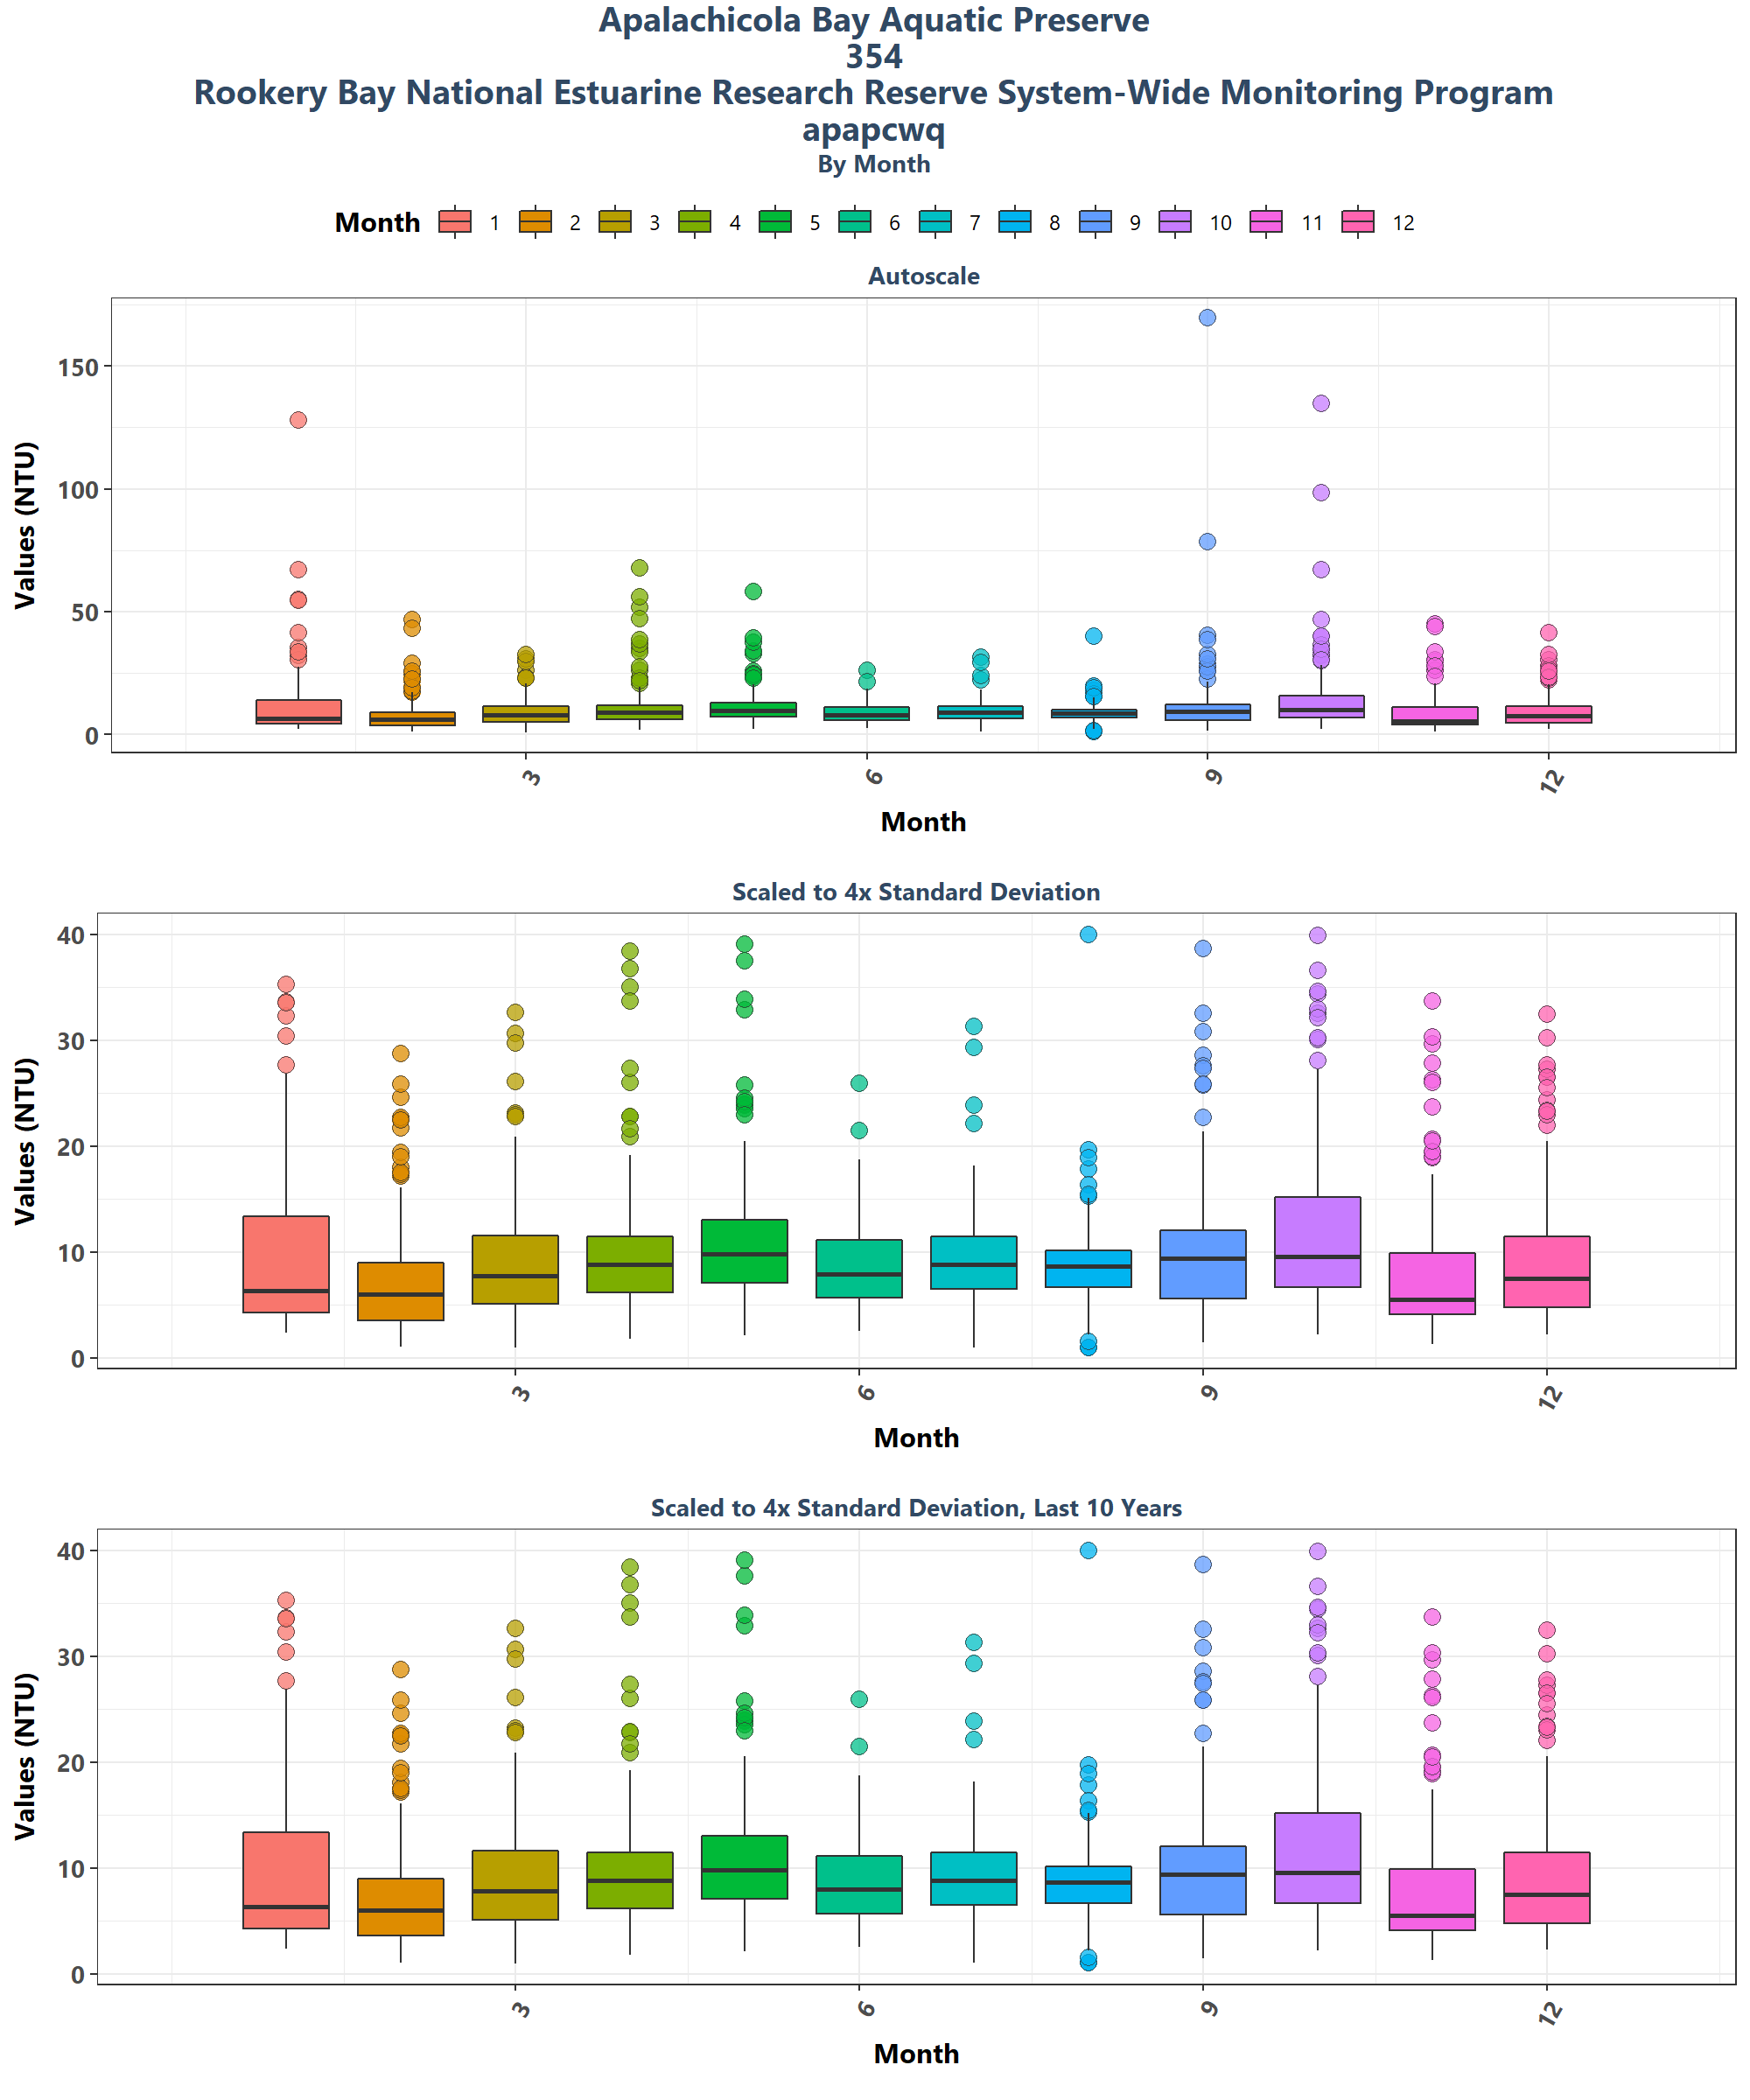 Apalachicola Bay Aquatic Preserve
354
Rookery Bay National Estuarine Research Reserve System-Wide Monitoring Program
apapcwq
By Month
Month 1 2 3 4 5 6 7 8 9 10 11 12
Autoscale
Values (NTU)
150
100
50
0
3 6 9 12
Month
Scaled to 4x Standard Deviation
Values (NTU)
40
30
20
10
0
3 6 9 12
Month
Scaled to 4x Standard Deviation, Last 10 Years
Values (NTU)
40
30
20
10
0
3 6 9 12
Month